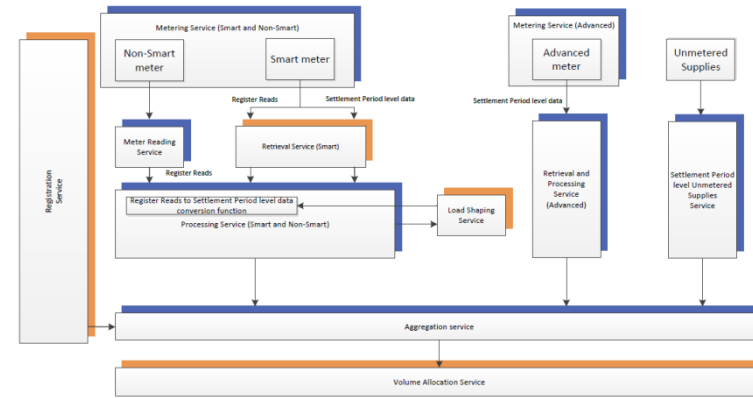 Metering Service (Smart and Non-Smart)
Non-Smart
meter
Smart meter
Metering Service (Advanced)
Advanced
meter
Unmetered
Supplies
Register Reads
Settlement Period level data
Settlement Period level data
Registration
Service
Meter Reading
Service
Retrieval Service (Smart)
Register Reads
Retrieval and
Processing
Service
(Advanced)
Settlement Period
level Unmetered
Supplies
Service
Register Reads to Settlement Period level data
conversion function
Processing Service (Smart and Non-Smart)
Load Shaping
Service
Aggregation service
Volume Allocation Service